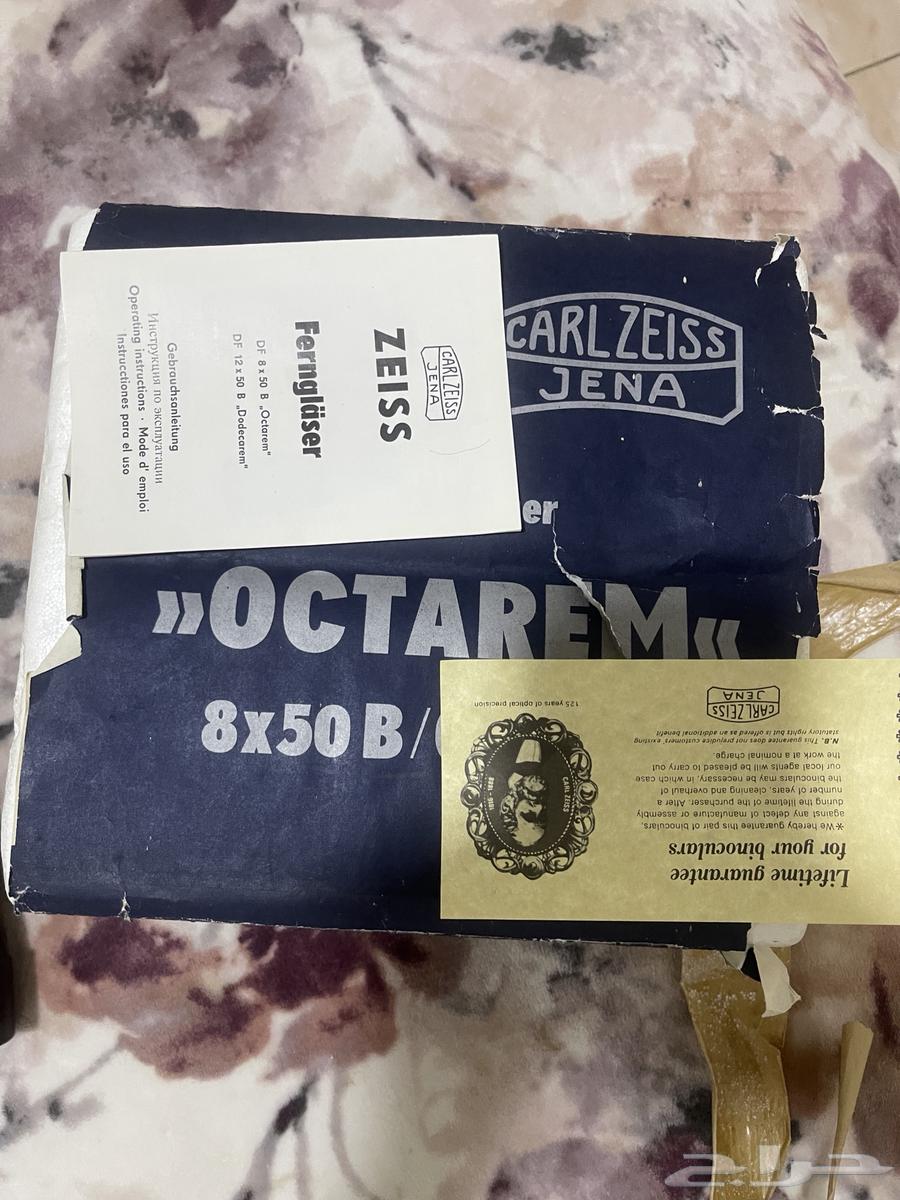 CARL ZEISS
JENA
er
»OCTAREM«
8x50 B/
CARL ZEISS
JENA
ZEISS
Ferngläser
DF 8 x 50 B „Octarem"
DF 12 x 50 B „Dodecarem"
Gebrauchsanleitung
Инструкция по эксплуатации
Operating instructions · Mode d' emploi
Instrucciones para el uso
Lifetime guarantee
for your binoculars
*We hereby guarantee this pair of binoculars,
against any defect of manufacture or assembly
during the lifetime of the purchaser. After a
number of years, cleaning and overhaul of
the binoculars may be necessary, in which case
our local agents will be pleased to carry out
the work at a nominal charge.
N.B. This guarantee does not prejudice customers' existing
statutory rights but is offered as an additional benefit
CARL ZEISS
JENA
CARL ZEISS
125 years of optical precision
حراج